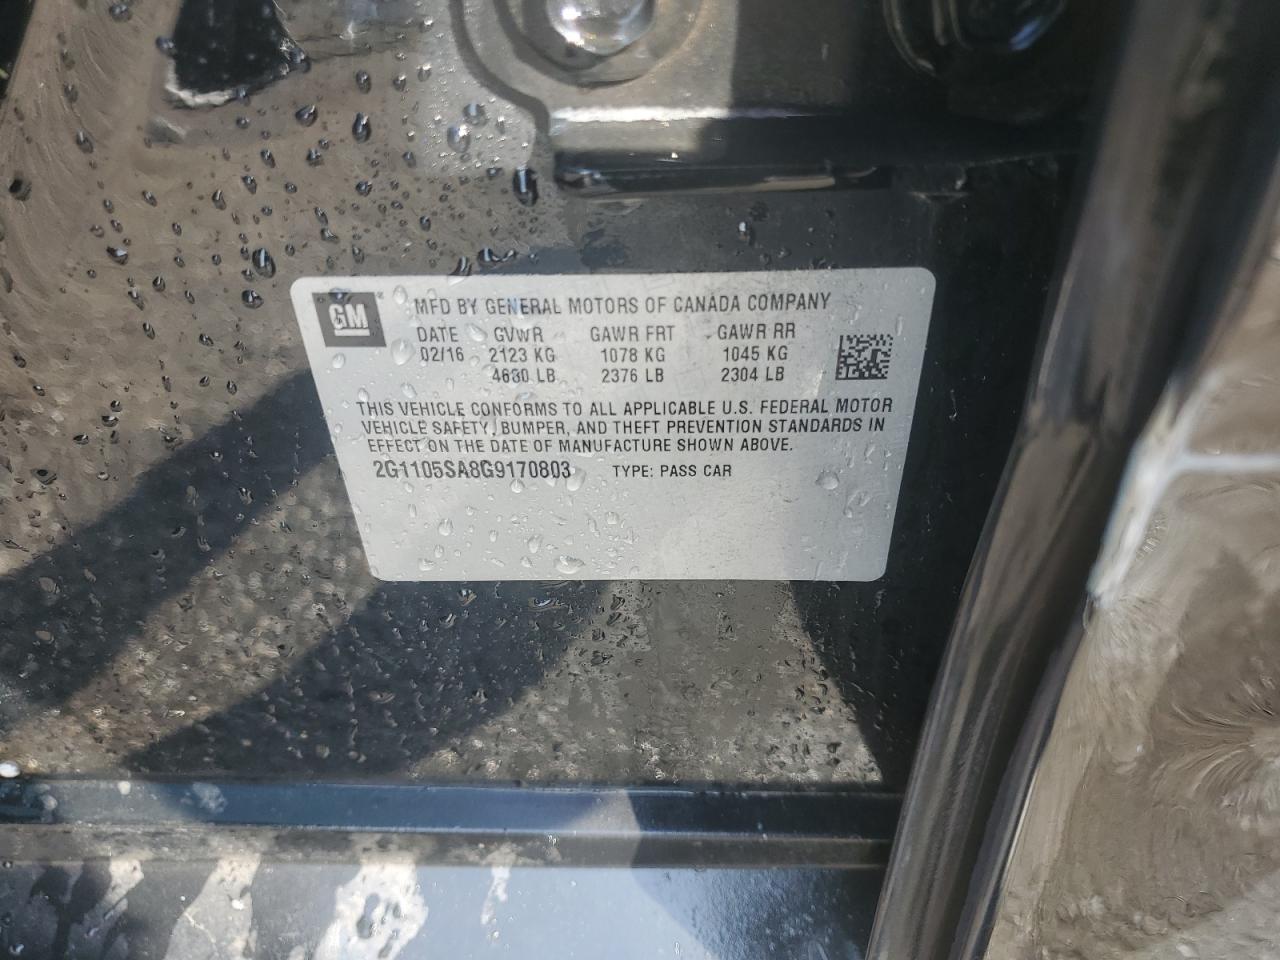 GM
MFD BY GENERAL MOTORS OF CANADA COMPANY
DATE GVWR GAWR FRT GAWR RR
02/16 2123 KG 1078 KG 1045 KG
4680 LB 2376 LB 2304 LB
THIS VEHICLE CONFORMS TO ALL APPLICABLE U.S. FEDERAL MOTOR
VEHICLE SAFETY, BUMPER, AND THEFT PREVENTION STANDARDS IN
EFFECT ON THE DATE OF MANUFACTURE SHOWN ABOVE.
2G1105SA8G9170803 TYPE: PASS CAR